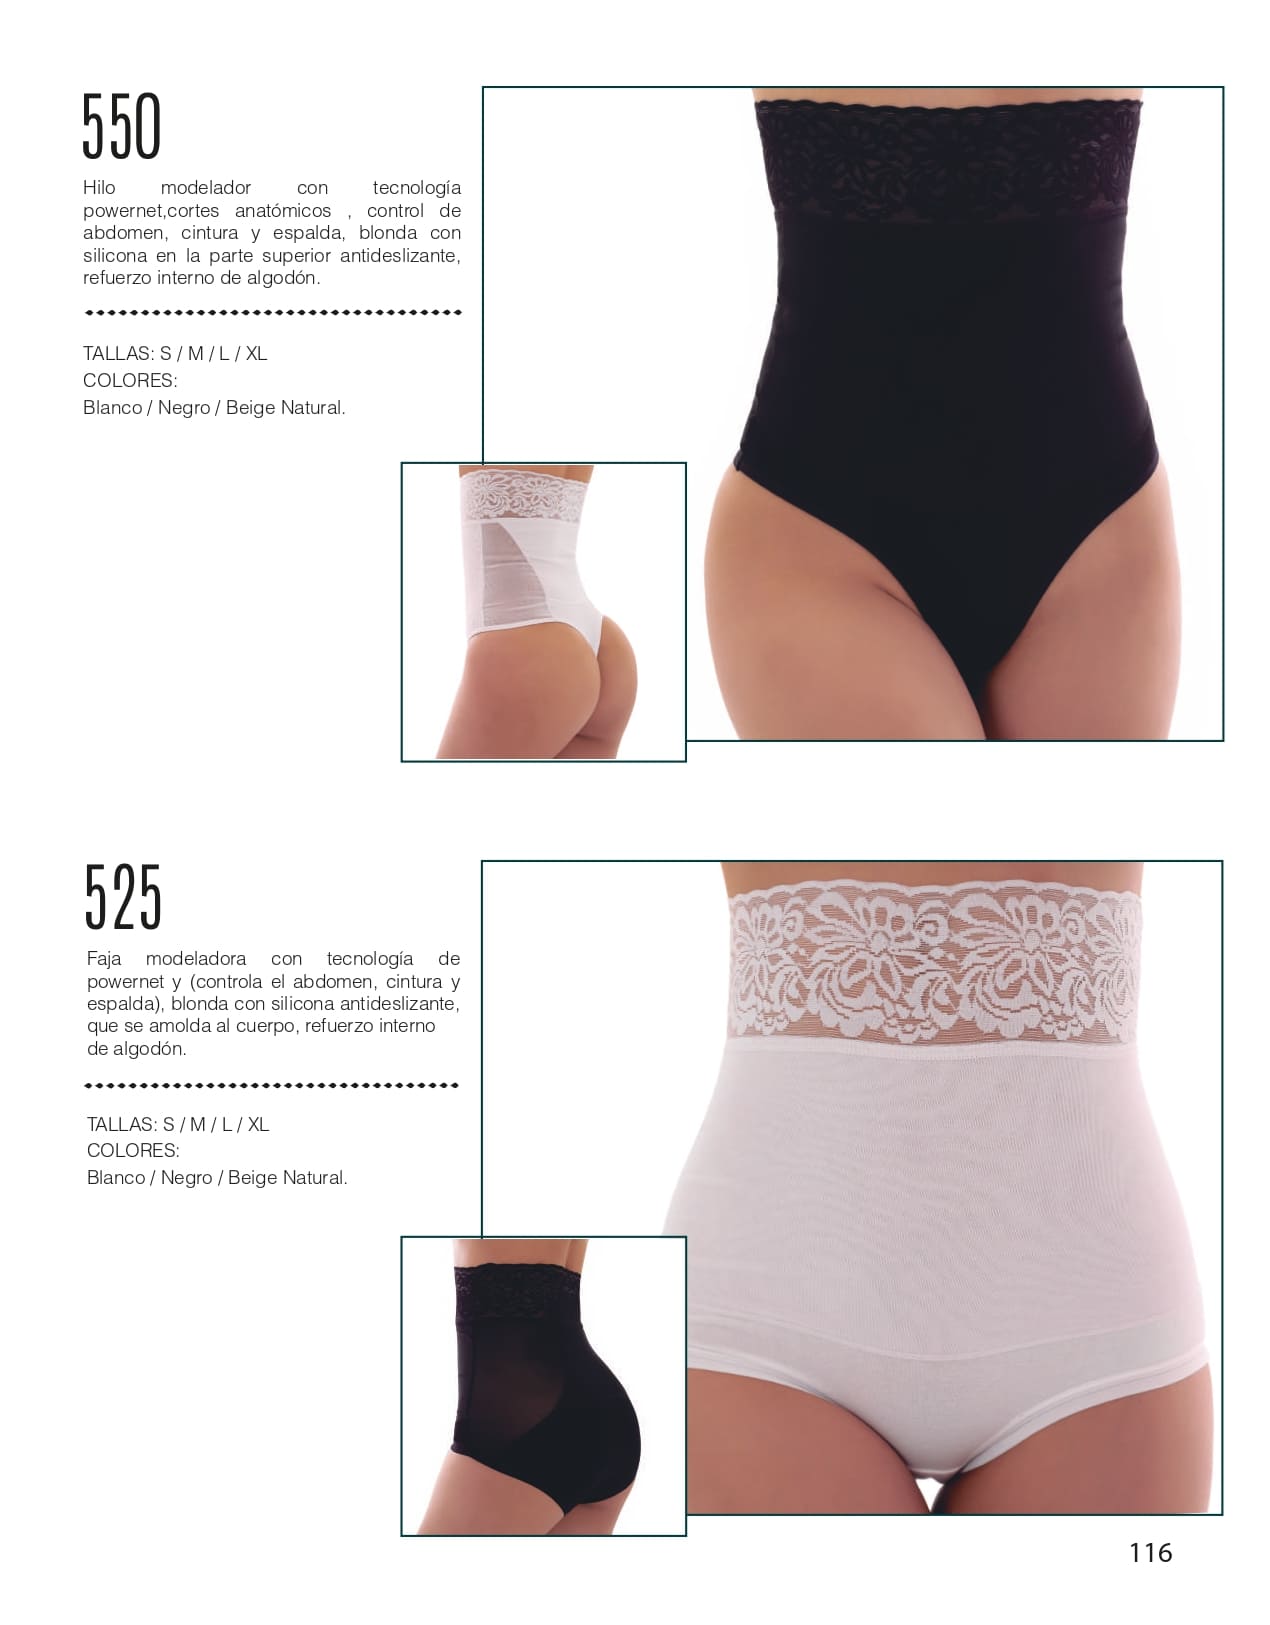 550
Hilo modelador con tecnología
powernet,cortes anatómicos , control de
abdomen, cintura y espalda, blonda con
silicona en la parte superior antideslizante,
refuerzo interno de algodón.
TALLAS: S / M / L / XL
COLORES:
Blanco / Negro / Beige Natural.
525
Faja modeladora con tecnología de
powernet y (controla el abdomen, cintura y
espalda), blonda con silicona antideslizante,
que se amolda al cuerpo, refuerzo interno
de algodón.
TALLAS: S / M / L / XL
COLORES:
Blanco / Negro / Beige Natural.
116